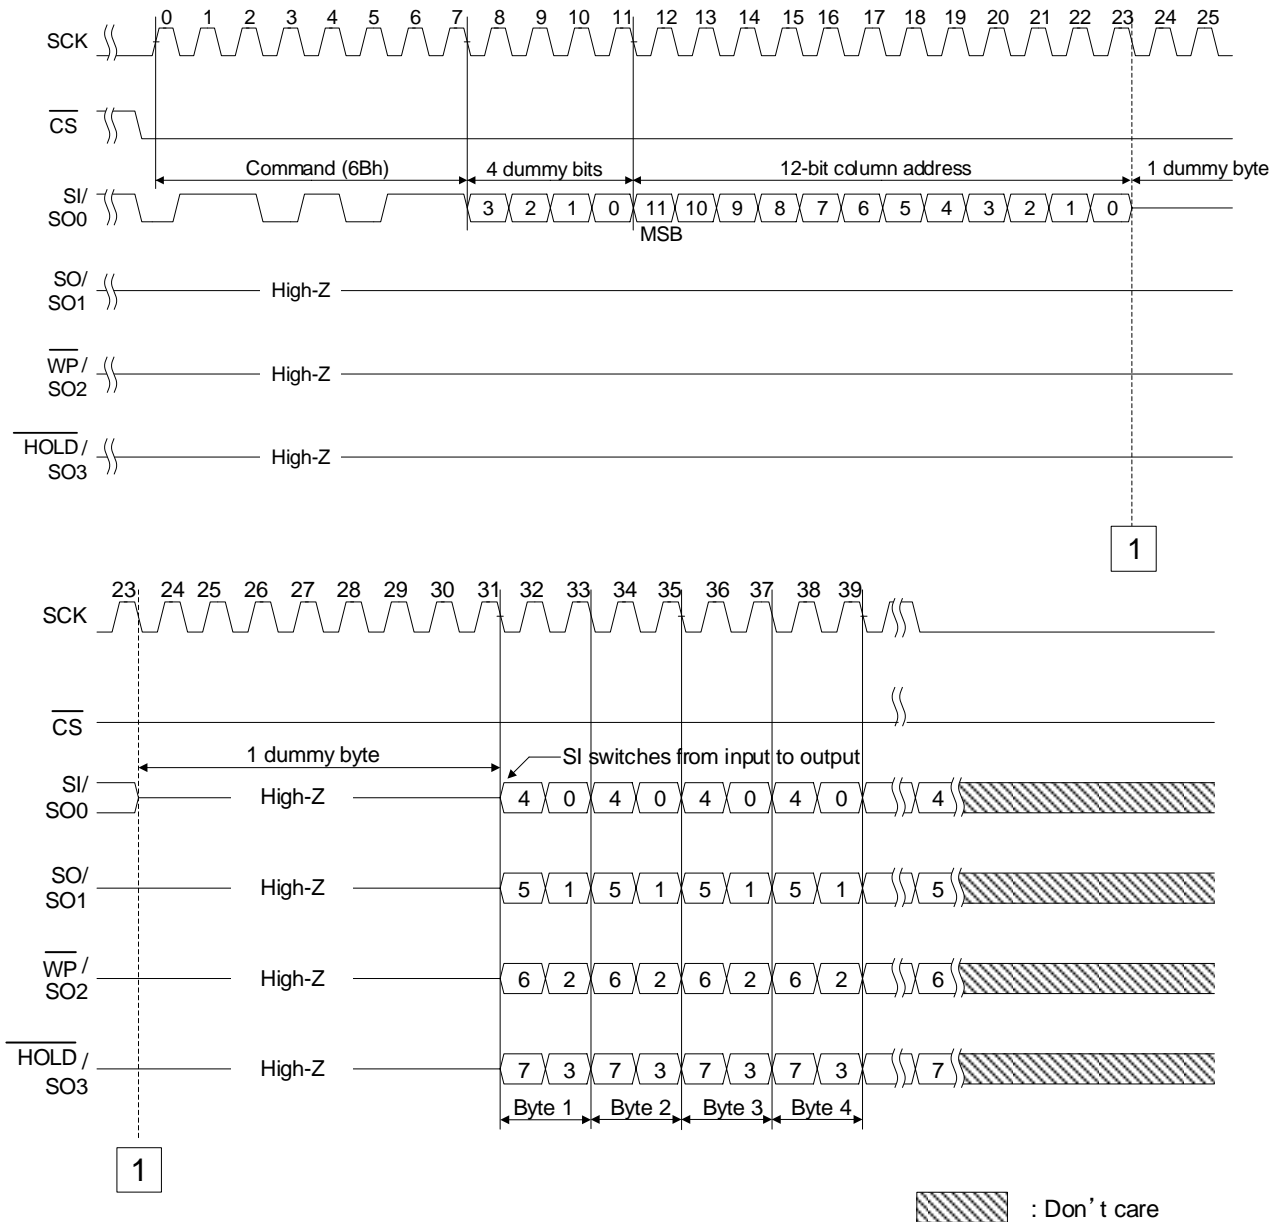 0 1 2 3 4 5 6 7 8 9 10 11 12 13 14 15 16 17 18 19 20 21 22 23 24 25
SCK
CS
Command (6Bh) 4 dummy bits 12-bit column address 1 dummy byte
SI/
SO0
3 2 1 0 11 10 9 8 7 6 5 4 3 2 1 0
MSB
SO/
SO1
High-Z
WP /
SO2
High-Z
HOLD /
SO3
High-Z
1
23 24 25 26 27 28 29 30 31 32 33 34 35 36 37 38 39
SCK
CS
1 dummy byte
SI switches from input to output
SI/
SO0
High-Z 4 0 4 0 4 0 4 0 4
SO/
SO1
High-Z 5 1 5 1 5 1 5 1 5
WP /
SO2
High-Z 6 2 6 2 6 2 6 2 6
HOLD /
SO3
High-Z 7 3 7 3 7 3 7 3 7
Byte 1 Byte 2 Byte 3 Byte 4
1
: Don’t care